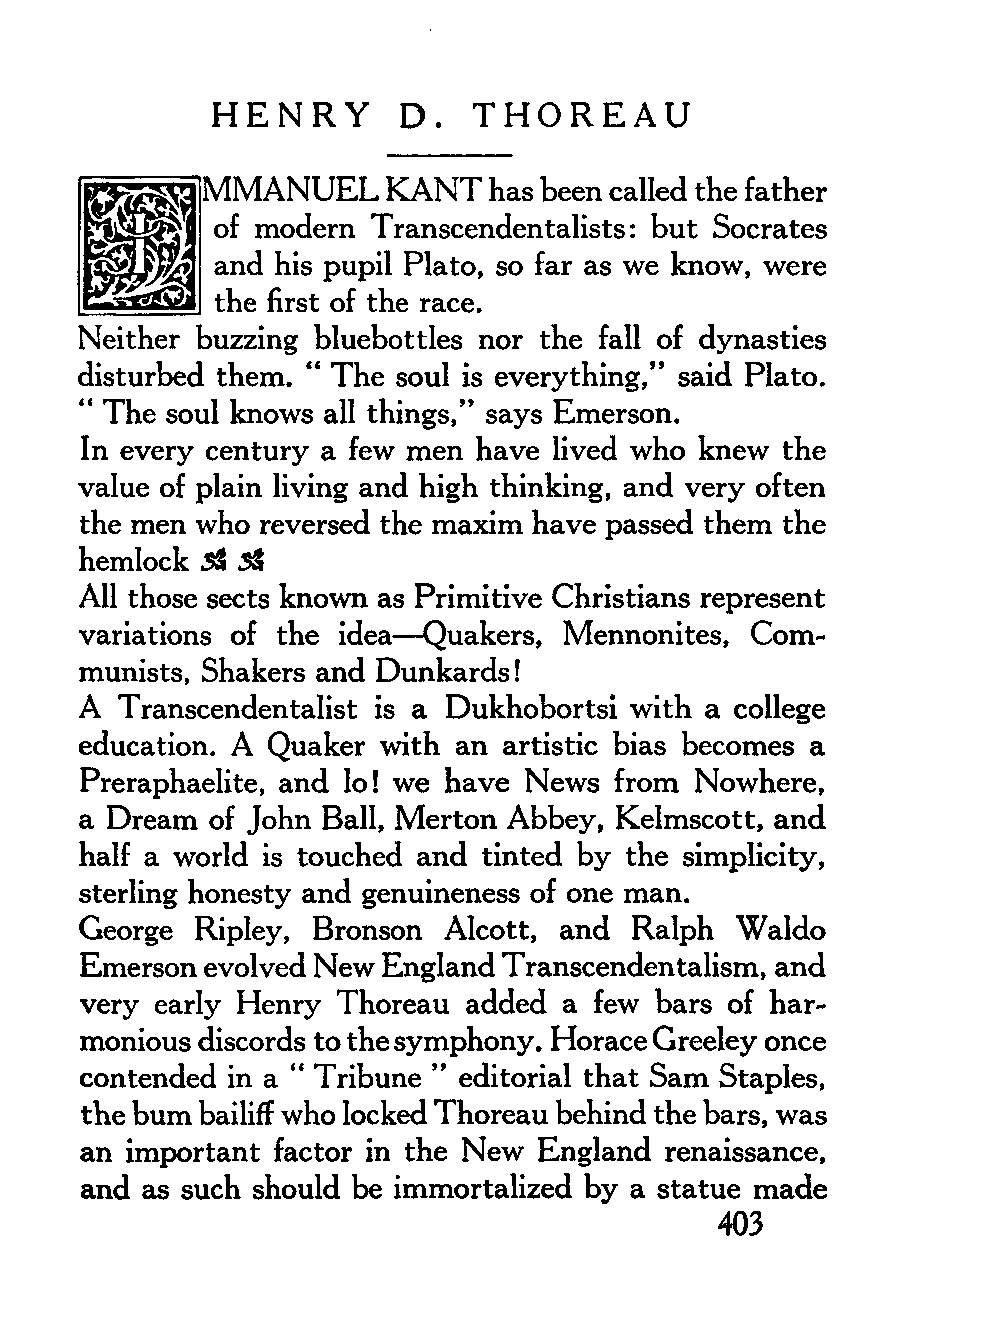 HENRY D. THOREAU
IMMANUEL KANT has been called the father
of modern Transcendentalists: but Socrates
and his pupil Plato, so far as we know, were
the first of the race.
Neither buzzing bluebottles nor the fall of dynasties
disturbed them. “ The soul is everything,” said Plato.
“ The soul knows all things,” says Emerson.
In every century a few men have lived who knew the
value of plain living and high thinking, and very often
the men who reversed the maxim have passed them the
hemlock
All those sects known as Primitive Christians represent
variations of the idea—Quakers, Mennonites, Com-
munists, Shakers and Dunkards!
A Transcendentalist is a Dukhobortsi with a college
education. A Quaker with an artistic bias becomes a
Preraphaelite, and lo! we have News from Nowhere,
a Dream of John Ball, Merton Abbey, Kelmscott, and
half a world is touched and tinted by the simplicity,
sterling honesty and genuineness of one man.
George Ripley, Bronson Alcott, and Ralph Waldo
Emerson evolved New England Transcendentalism, and
very early Henry Thoreau added a few bars of har-
monious discords to the symphony. Horace Greeley once
contended in a “ Tribune ” editorial that Sam Staples,
the bum bailiff who locked Thoreau behind the bars, was
an important factor in the New England renaissance,
and as such should be immortalized by a statue made
403